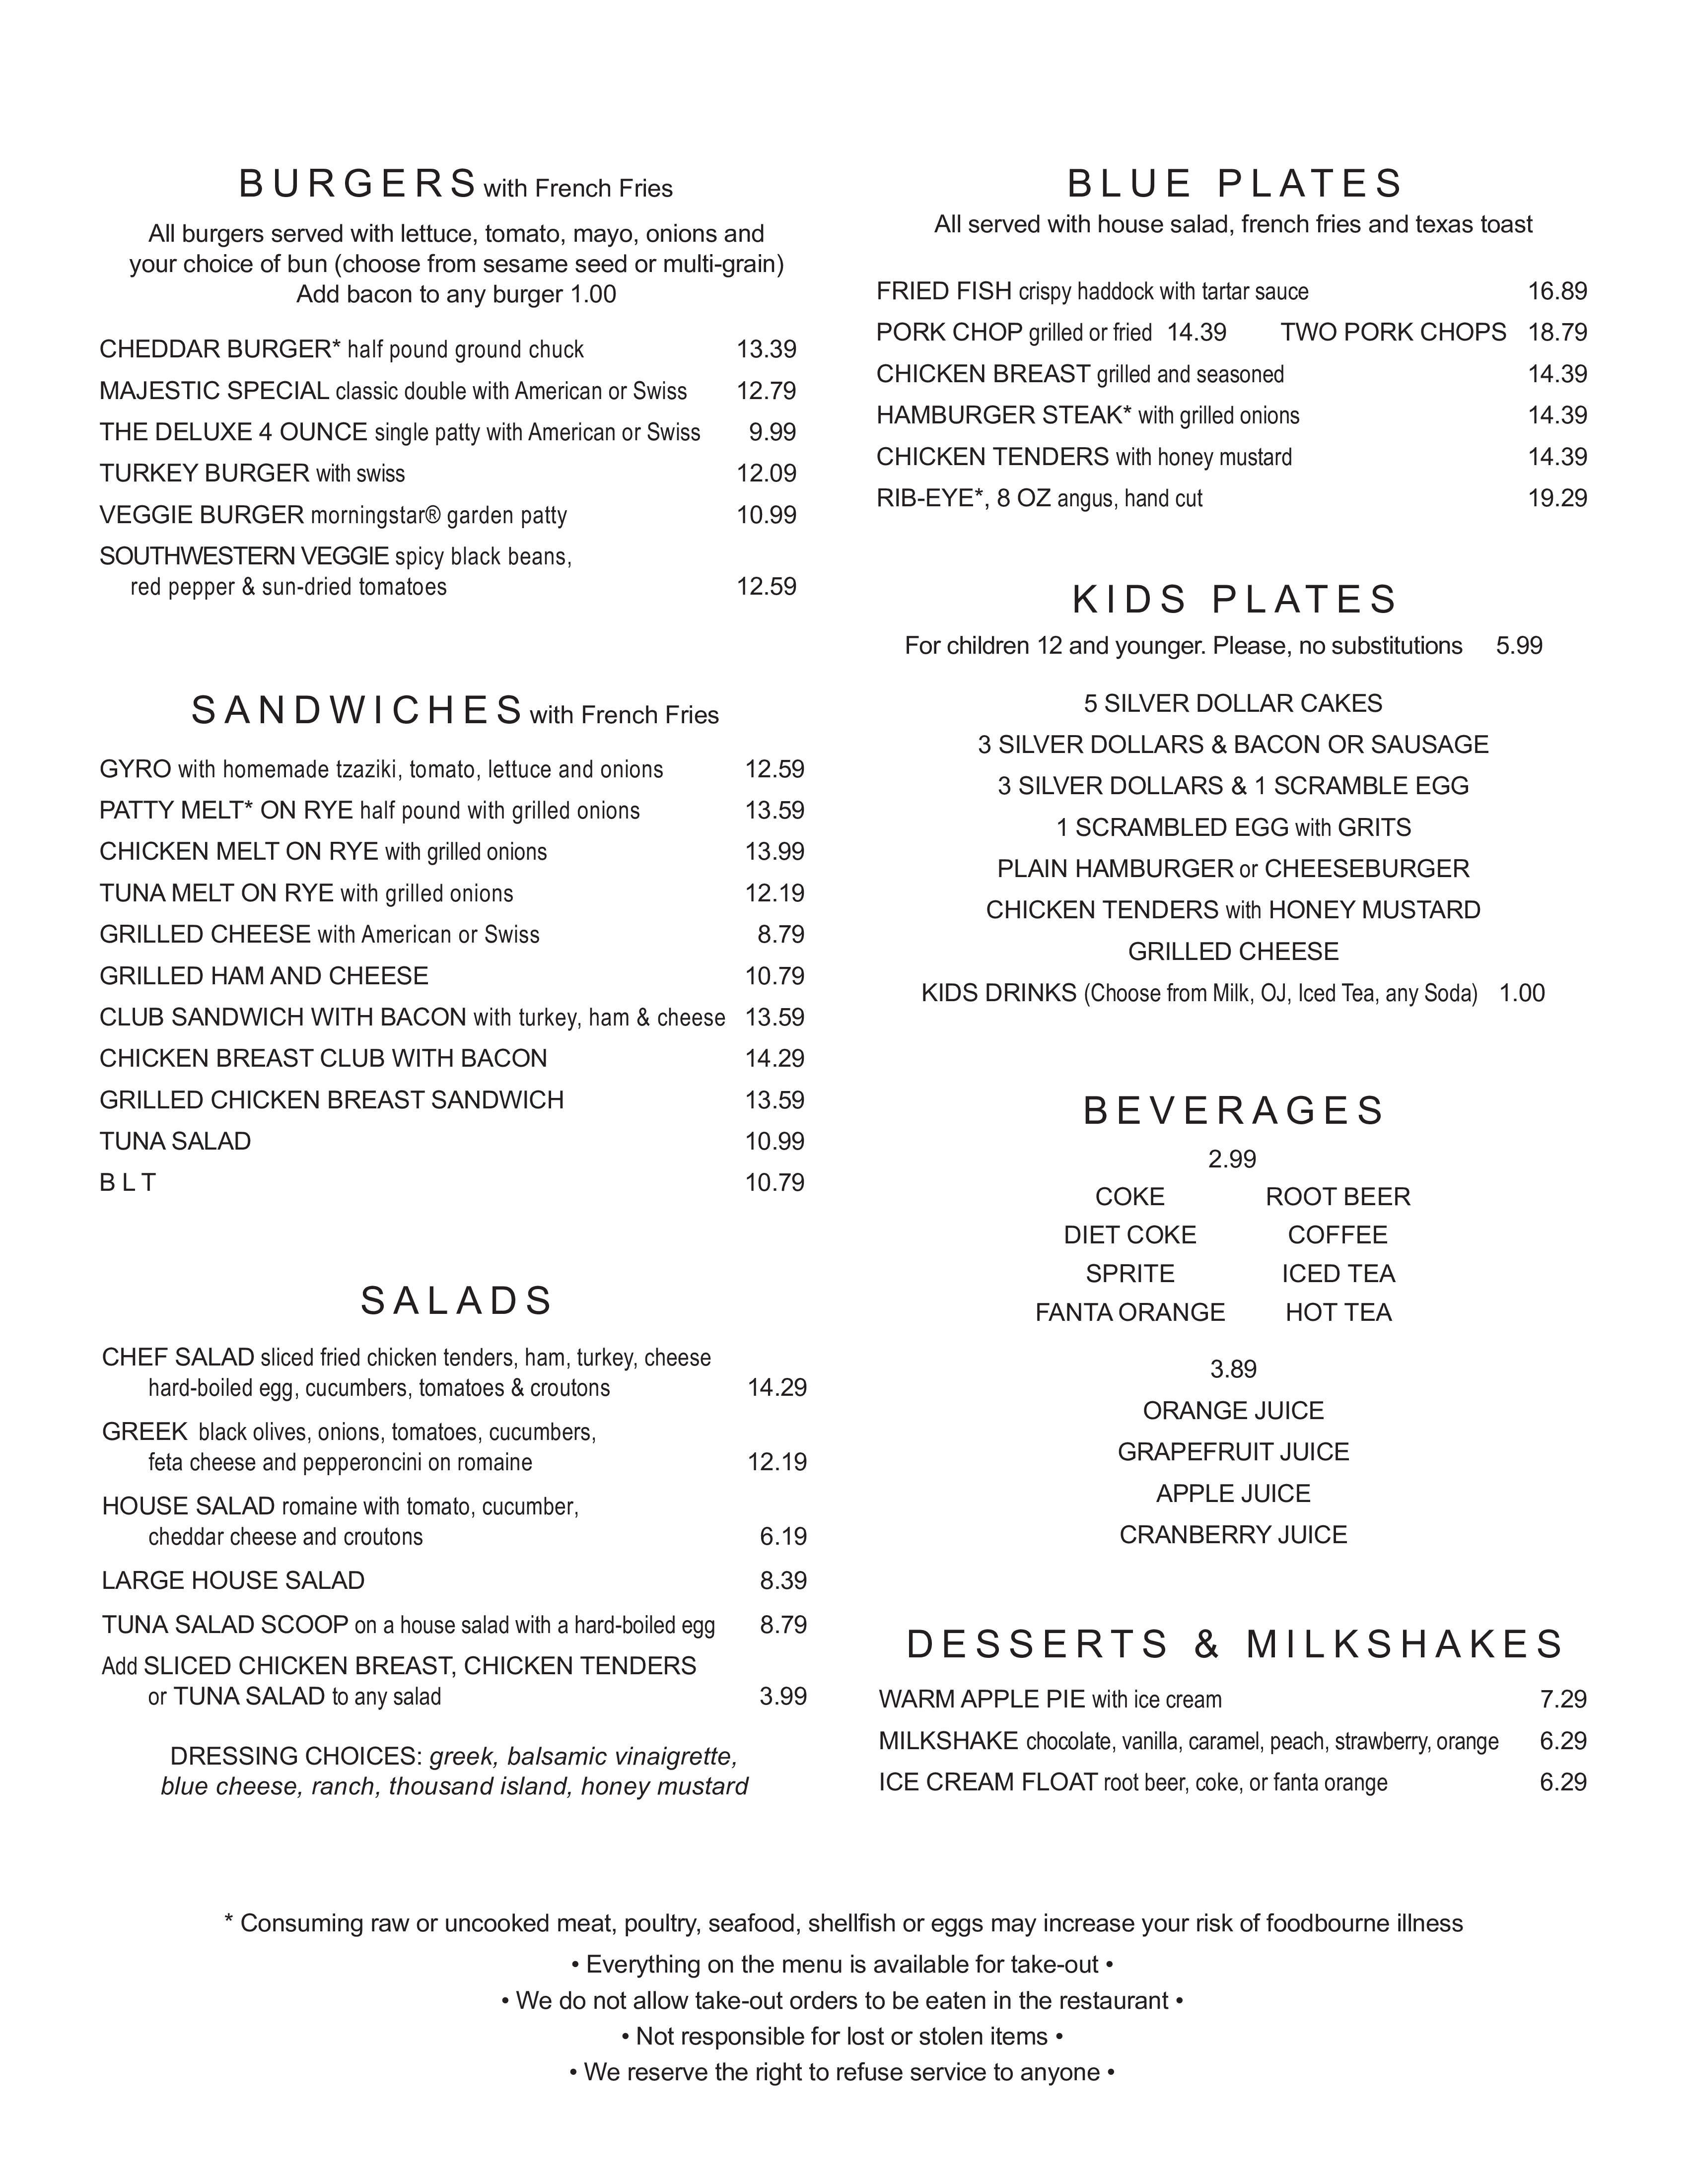 BURGERS with French Fries
All burgers served with lettuce, tomato, mayo, onions and
your choice of bun (choose from sesame seed or multi-grain)
Add bacon to any burger 1.00
CHEDDAR BURGER* half pound ground chuck 13.39
MAJESTIC SPECIAL classic double with American or Swiss 12.79
THE DELUXE 4 OUNCE single patty with American or Swiss 9.99
TURKEY BURGER with swiss 12.09
VEGGIE BURGER morningstar® garden patty 10.99
SOUTHWESTERN VEGGIE spicy black beans,
red pepper & sun-dried tomatoes 12.59
SANDWICHES with French Fries
GYRO with homemade tzaziki, tomato, lettuce and onions 12.59
PATTY MELT* ON RYE half pound with grilled onions 13.59
CHICKEN MELT ON RYE with grilled onions 13.99
TUNA MELT ON RYE with grilled onions 12.19
GRILLED CHEESE with American or Swiss 8.79
GRILLED HAM AND CHEESE 10.79
CLUB SANDWICH WITH BACON with turkey, ham & cheese 13.59
CHICKEN BREAST CLUB WITH BACON 14.29
GRILLED CHICKEN BREAST SANDWICH 13.59
TUNA SALAD 10.99
B L T 10.79
SALADS
CHEF SALAD sliced fried chicken tenders, ham, turkey, cheese
hard-boiled egg, cucumbers, tomatoes & croutons 14.29
GREEK black olives, onions, tomatoes, cucumbers,
feta cheese and pepperoncini on romaine 12.19
HOUSE SALAD romaine with tomato, cucumber,
cheddar cheese and croutons 6.19
LARGE HOUSE SALAD 8.39
TUNA SALAD SCOOP on a house salad with a hard-boiled egg 8.79
Add SLICED CHICKEN BREAST, CHICKEN TENDERS
or TUNA SALAD to any salad 3.99
DRESSING CHOICES: greek, balsamic vinaigrette,
blue cheese, ranch, thousand island, honey mustard
BLUE PLATES
All served with house salad, french fries and texas toast
FRIED FISH crispy haddock with tartar sauce 16.89
PORK CHOP grilled or fried 14.39 TWO PORK CHOPS 18.79
CHICKEN BREAST grilled and seasoned 14.39
HAMBURGER STEAK* with grilled onions 14.39
CHICKEN TENDERS with honey mustard 14.39
RIB-EYE*, 8 OZ angus, hand cut 19.29
KIDS PLATES
For children 12 and younger. Please, no substitutions 5.99
5 SILVER DOLLAR CAKES
3 SILVER DOLLARS & BACON OR SAUSAGE
3 SILVER DOLLARS & 1 SCRAMBLE EGG
1 SCRAMBLED EGG with GRITS
PLAIN HAMBURGER or CHEESEBURGER
CHICKEN TENDERS with HONEY MUSTARD
GRILLED CHEESE
KIDS DRINKS (Choose from Milk, OJ, Iced Tea, any Soda) 1.00
BEVERAGES
2.99
COKE ROOT BEER
DIET COKE COFFEE
SPRITE ICED TEA
FANTA ORANGE HOT TEA
3.89
ORANGE JUICE
GRAPEFRUIT JUICE
APPLE JUICE
CRANBERRY JUICE
DESSERTS & MILKSHAKES
WARM APPLE PIE with ice cream 7.29
MILKSHAKE chocolate, vanilla, caramel, peach, strawberry, orange 6.29
ICE CREAM FLOAT root beer, coke, or fanta orange 6.29
* Consuming raw or uncooked meat, poultry, seafood, shellfish or eggs may increase your risk of foodbourne illness
• Everything on the menu is available for take-out •
• We do not allow take-out orders to be eaten in the restaurant •
• Not responsible for lost or stolen items •
• We reserve the right to refuse service to anyone •